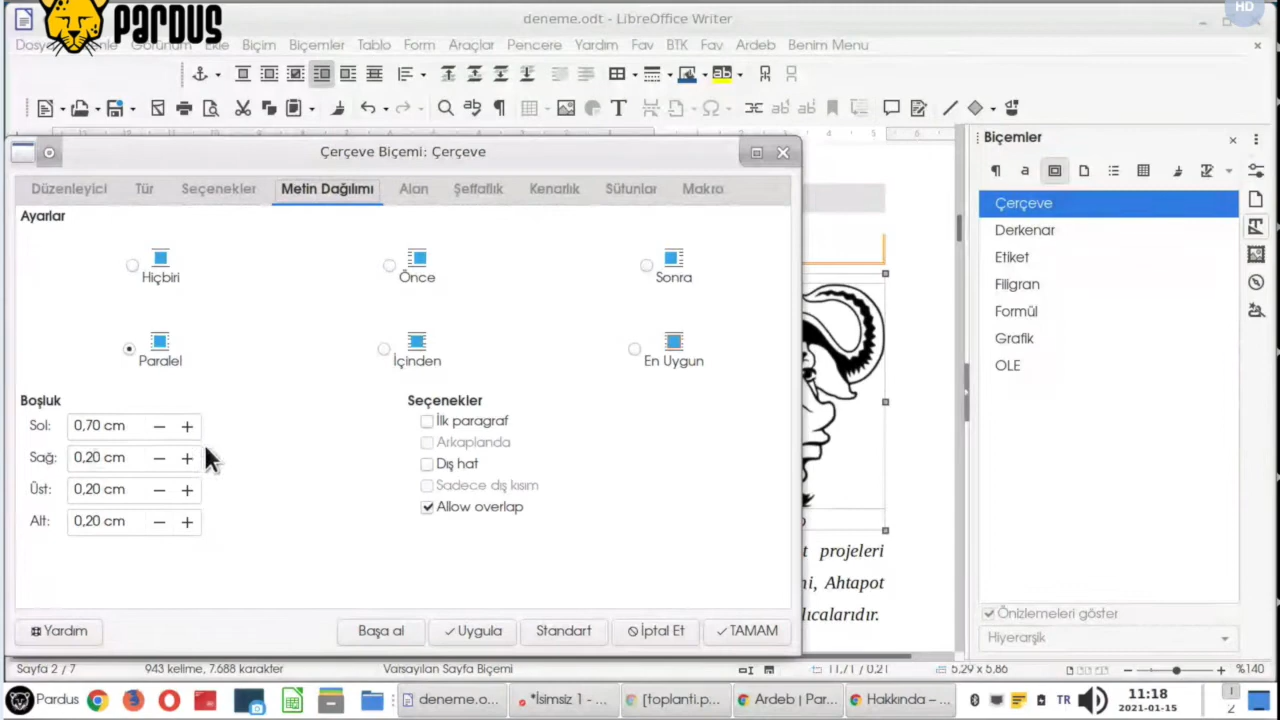 PARDUS
HD
deneme.odt - LibreOffice Writer
Görünüm Ekle Biçim Biçemler Tablo Form Araçlar Pencere Yardım Fav BTK Fav Ardeb Benim Menu
Çerçeve Biçemi: Çerçeve
Düzenleyici Tür Seçenekler Metin Dağılımı Alan Şeffaflık Kenarlık Sütunlar Makro
Ayarlar
Hiçbiri Önce Sonra
Paralel İçinden En Uygun
Boşluk
Sol: 0,70 cm
Sağ: 0,20 cm
Üst: 0,20 cm
Alt: 0,20 cm
Seçenekler
İlk paragraf
Arkaplanda
Dış hat
Sadece dış kısım
Allow overlap
Yardım Başa al Uygula Standart İptal Et TAMAM
projeleri
Ahtapot
Biçemler
Çerçeve
Derkenar
Etiket
Filigran
Formül
Grafik
OLE
Önizlemeleri göster
Hiyerarşik
Sayfa 2 / 7 943 kelime, 7.688 karakter Varsayılan Sayfa Biçemi 11,71 / 0,21 5,29 x 5,86 %140
Pardus deneme.o... *İsimsiz 1 - ... [toplanti.p... Ardeb | Par... Hakkında – ... TR 11:18
2021-01-15
1
2